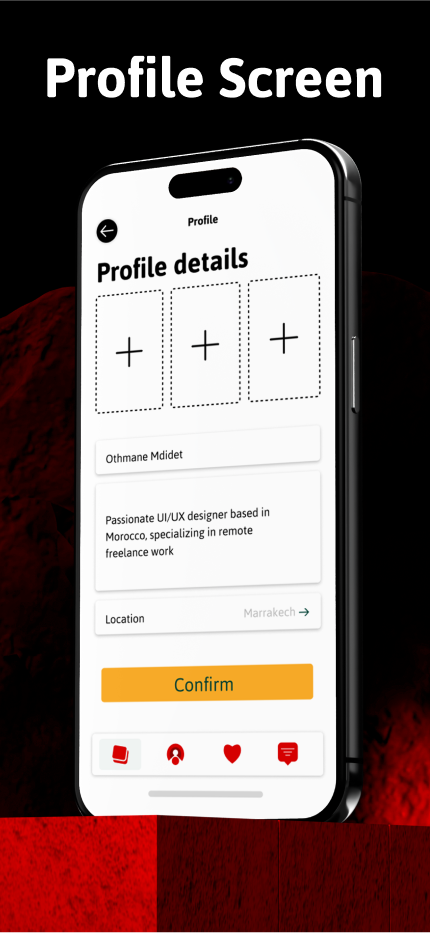 Profile Screen
Profile
Profile details
Othmane Mdidet
Passionate UI/UX designer based in
Morocco, specializing in remote
freelance work
Location Marrakech
Confirm